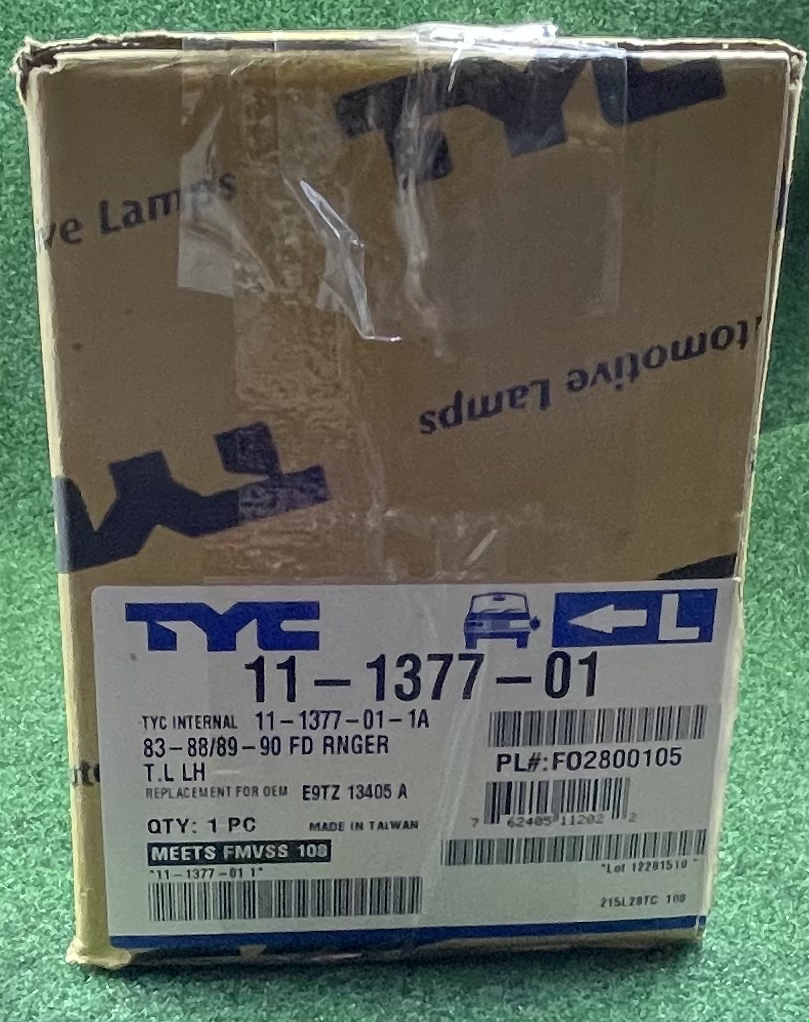 TYC
ve Lamps
tomotive Lamps
TYC
TYC
L
11-1377-01
TYC INTERNAL 11-1377-01-1A
83-88/89-90 FD RNGER
T.L LH
PL#:FO2800105
REPLACEMENT FOR OEM E9TZ 13405 A
7 62405 11202 2
QTY: 1 PC MADE IN TAIWAN
MEETS FMVSS 108
"11-1377-01 1"
"Lot 12281510"
215L28TC 108